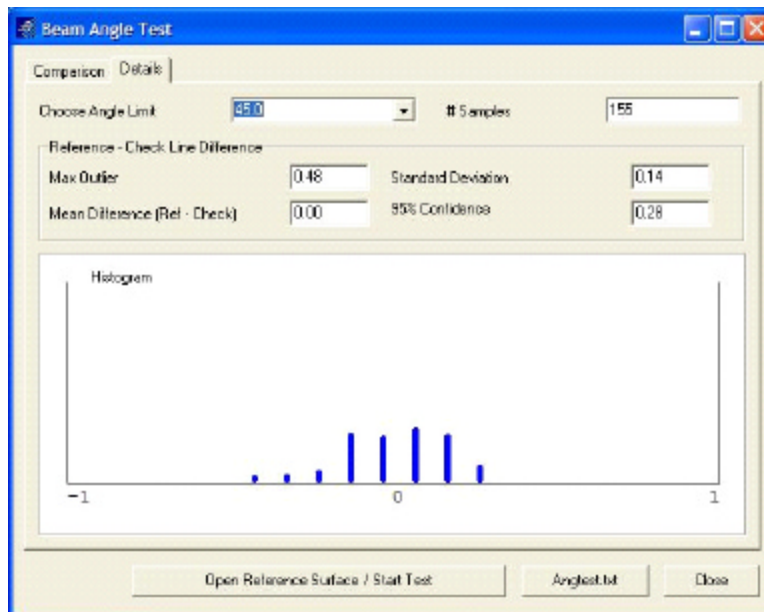 Beam Angle Test
Comparison Details
Choose Angle Limit 45.0 # Samples 155
Reference - Check Line Difference
Max Outlier 0.48 Standard Deviation 0.14
Mean Difference (Ref - Check) 0.00 95% Confidence 0.28
Histogram
-1 0 1
Open Reference Surface / Start Test Angtest.txt Close